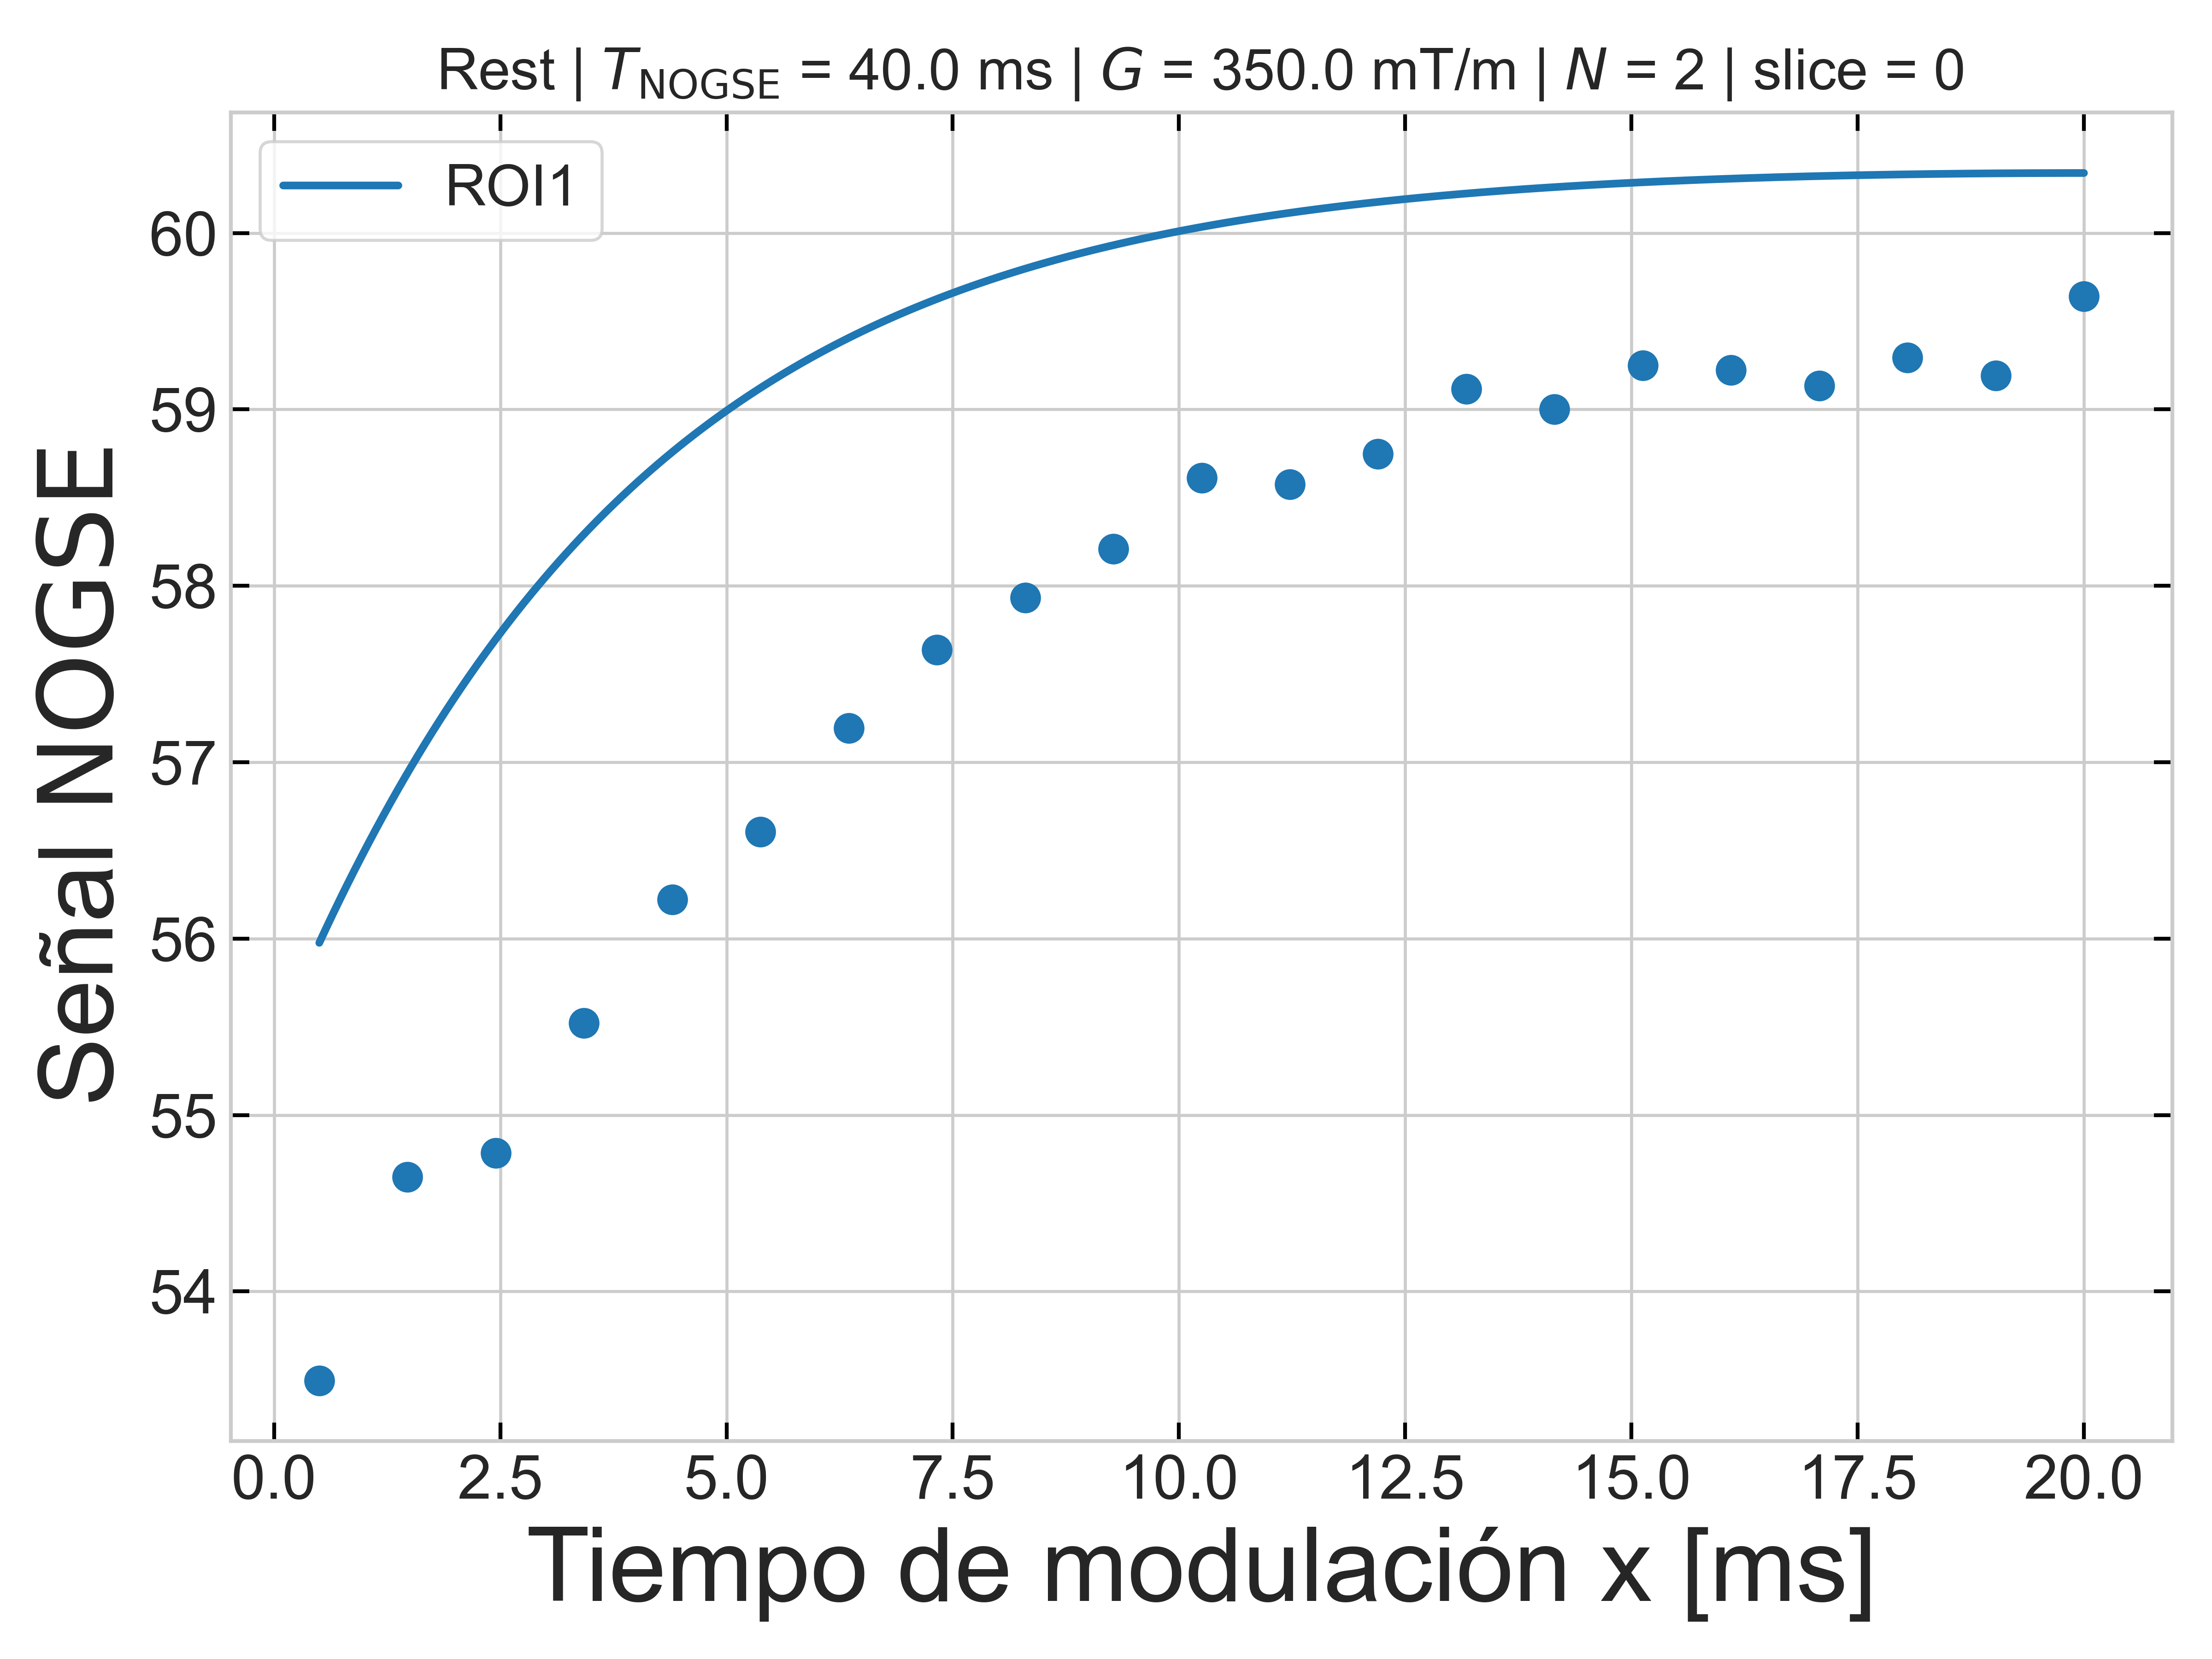 Rest | T_NOGSE = 40.0 ms | G = 350.0 mT/m | N = 2 | slice = 0
ROI1
Señal NOGSE
60
59
58
57
56
55
54
0.0 2.5 5.0 7.5 10.0 12.5 15.0 17.5 20.0
Tiempo de modulación x [ms]